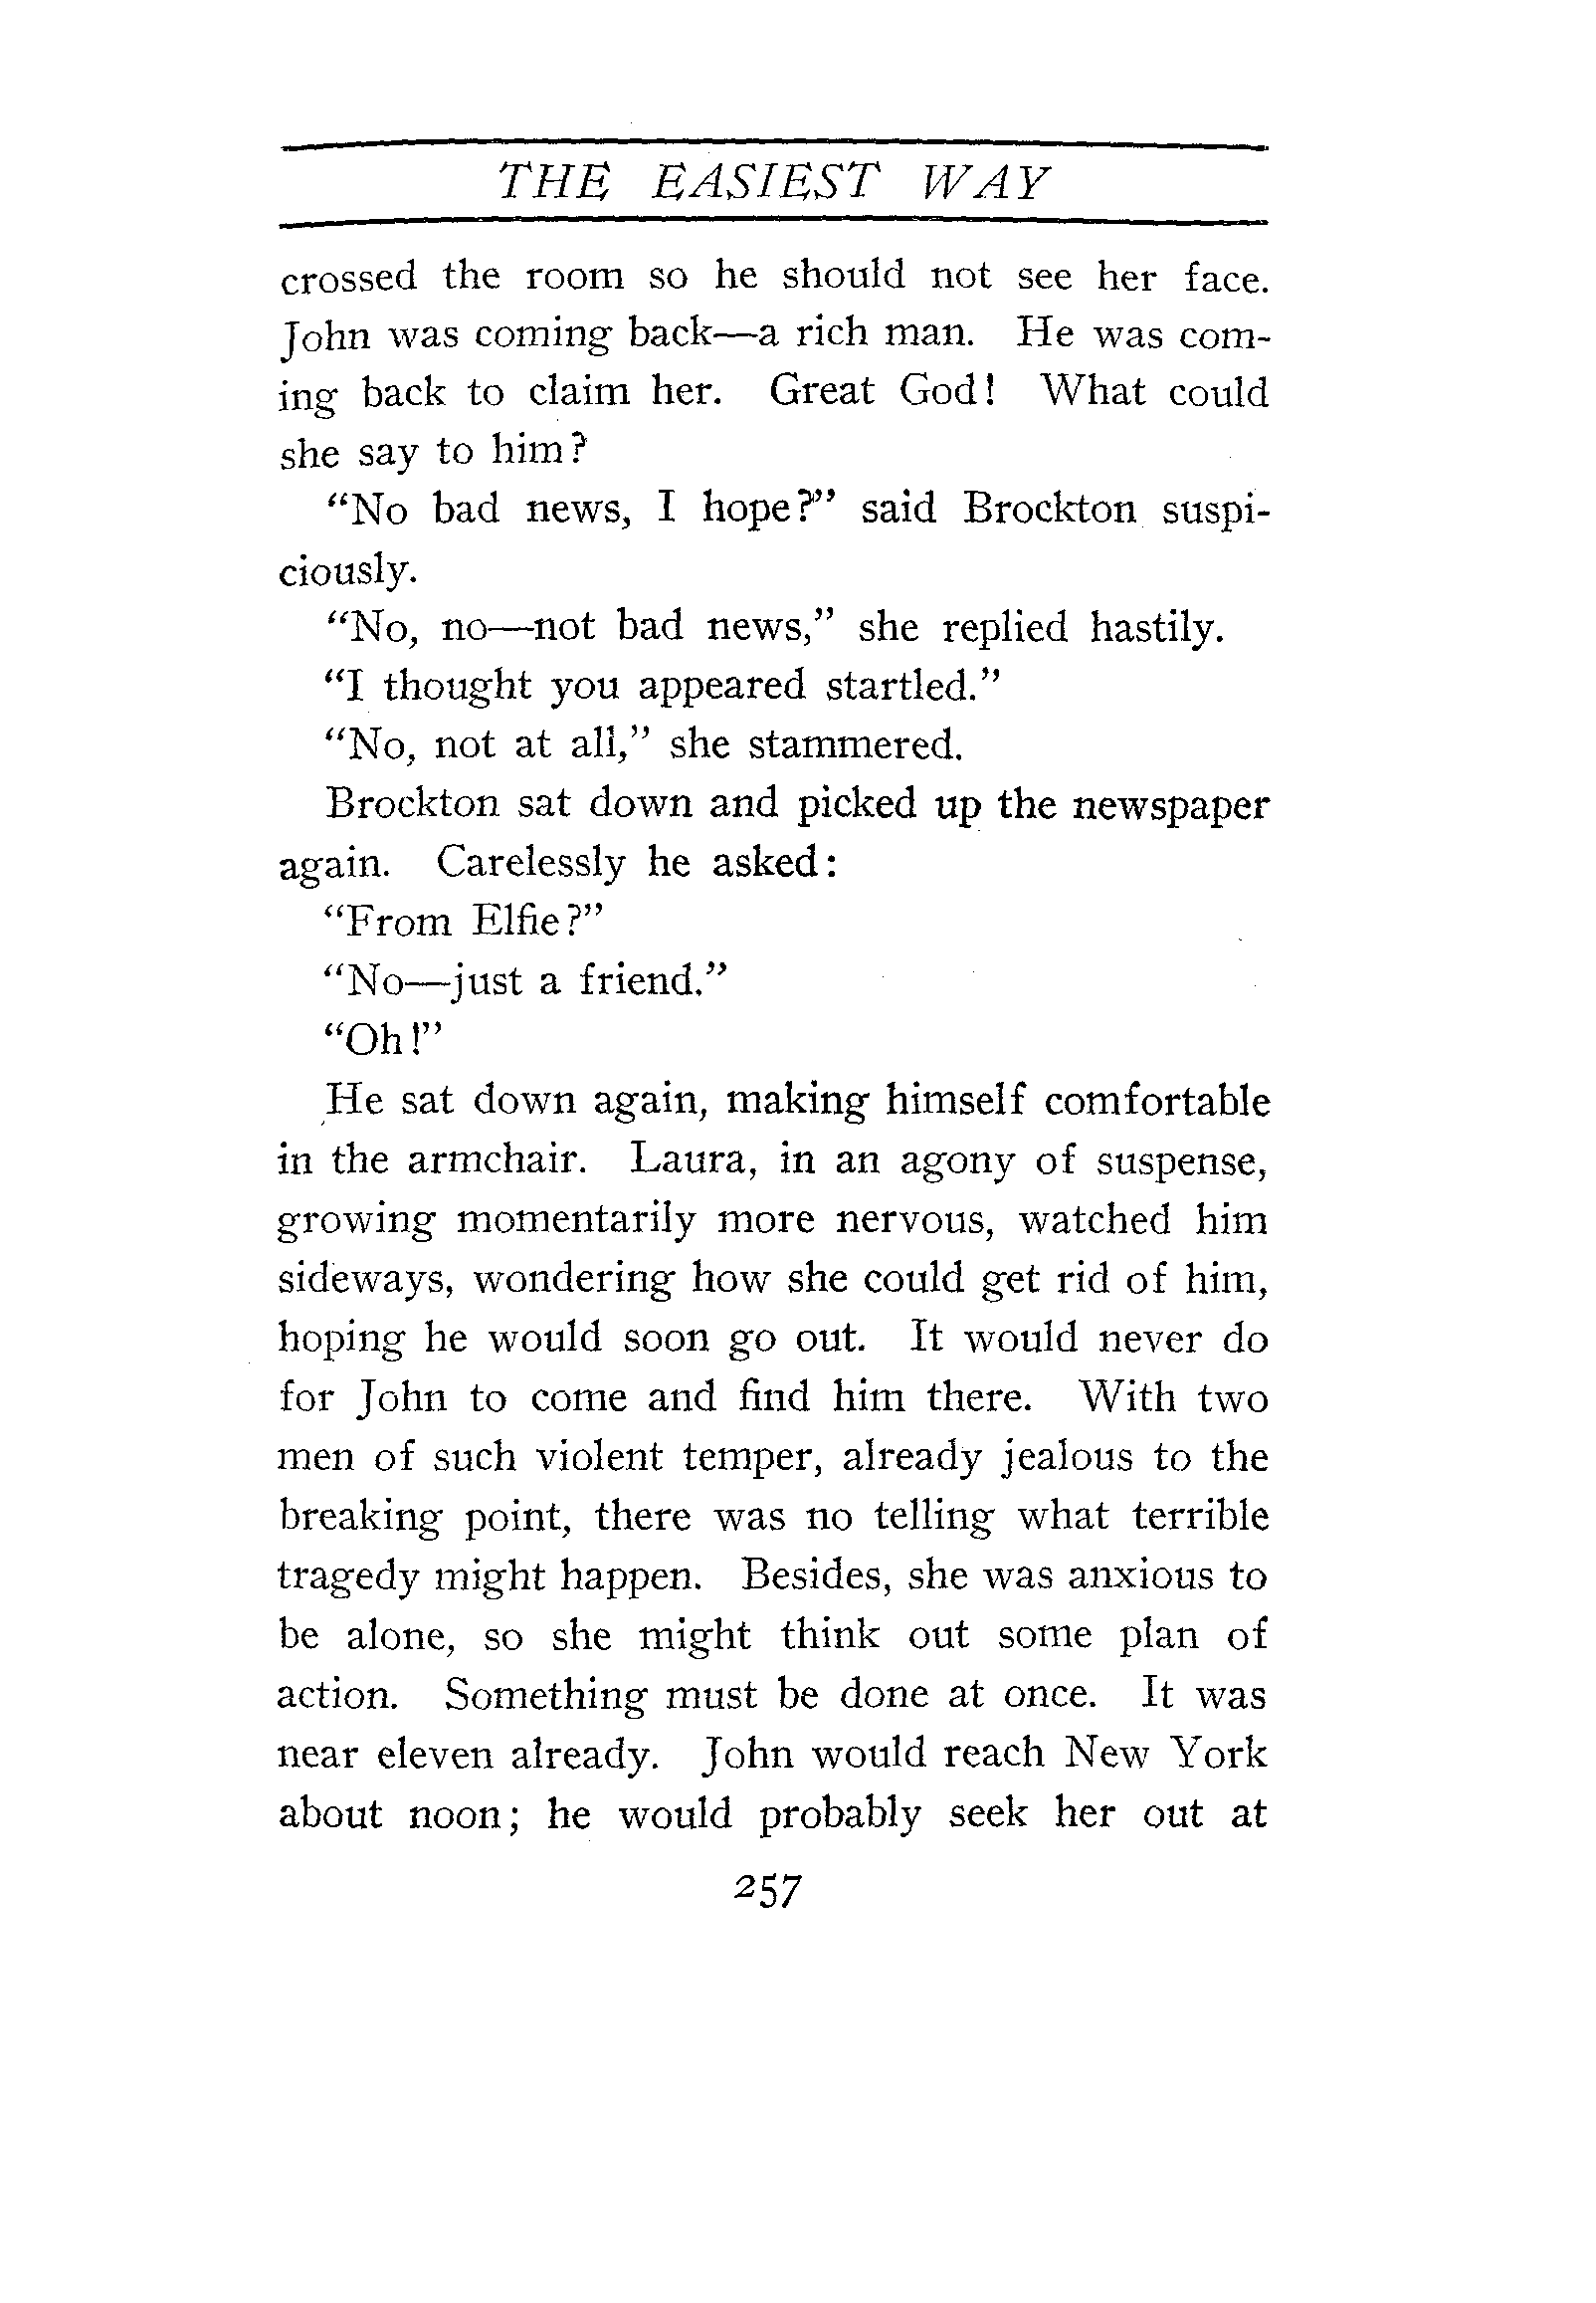 THE EASIEST WAY
crossed the room so he should not see her face.
John was coming back—a rich man. He was com-
ing back to claim her. Great God! What could
she say to him?
"No bad news, I hope?" said Brockton suspi-
ciously.
"No, no—not bad news," she replied hastily.
"I thought you appeared startled."
"No, not at all," she stammered.
Brockton sat down and picked up the newspaper
again. Carelessly he asked:
"From Elfie?"
"No—just a friend."
"Oh!"
He sat down again, making himself comfortable
in the armchair. Laura, in an agony of suspense,
growing momentarily more nervous, watched him
sideways, wondering how she could get rid of him,
hoping he would soon go out. It would never do
for John to come and find him there. With two
men of such violent temper, already jealous to the
breaking point, there was no telling what terrible
tragedy might happen. Besides, she was anxious to
be alone, so she might think out some plan of
action. Something must be done at once. It was
near eleven already. John would reach New York
about noon; he would probably seek her out at
257